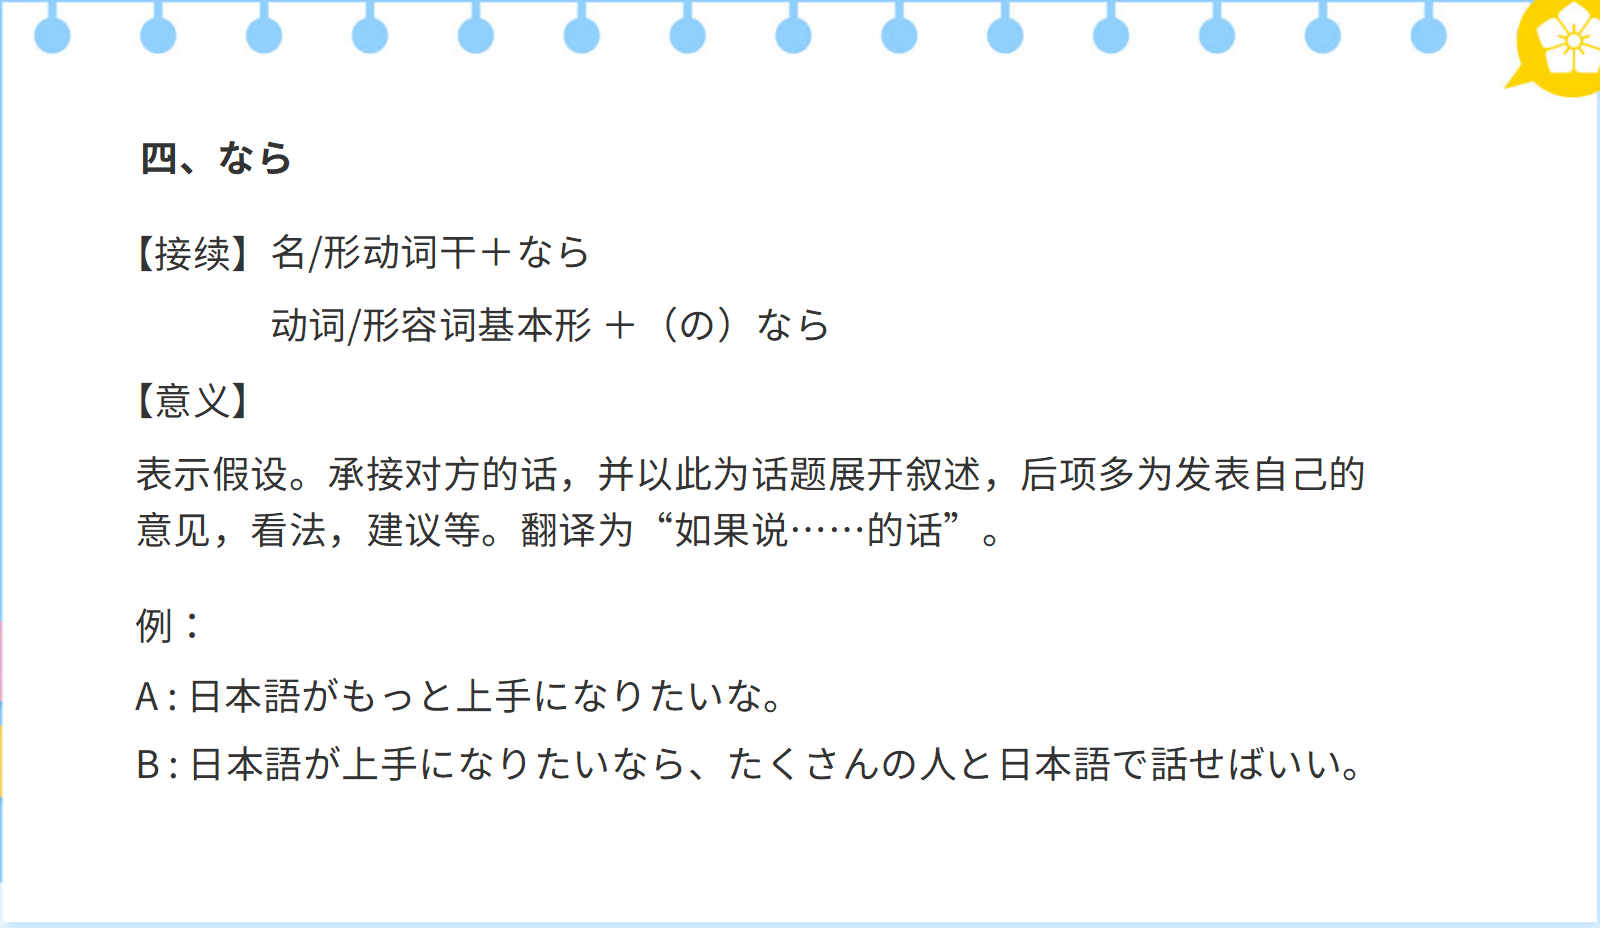 四、なら
【接续】名/形动词干＋なら
动词/形容词基本形 ＋（の）なら
【意义】
表示假设。承接对方的话，并以此为话题展开叙述，后项多为发表自己的
意见，看法，建议等。翻译为“如果说……的话”。
例：
A : 日本語がもっと上手になりたいな。
B : 日本語が上手になりたいなら、たくさんの人と日本語で話せばいい。